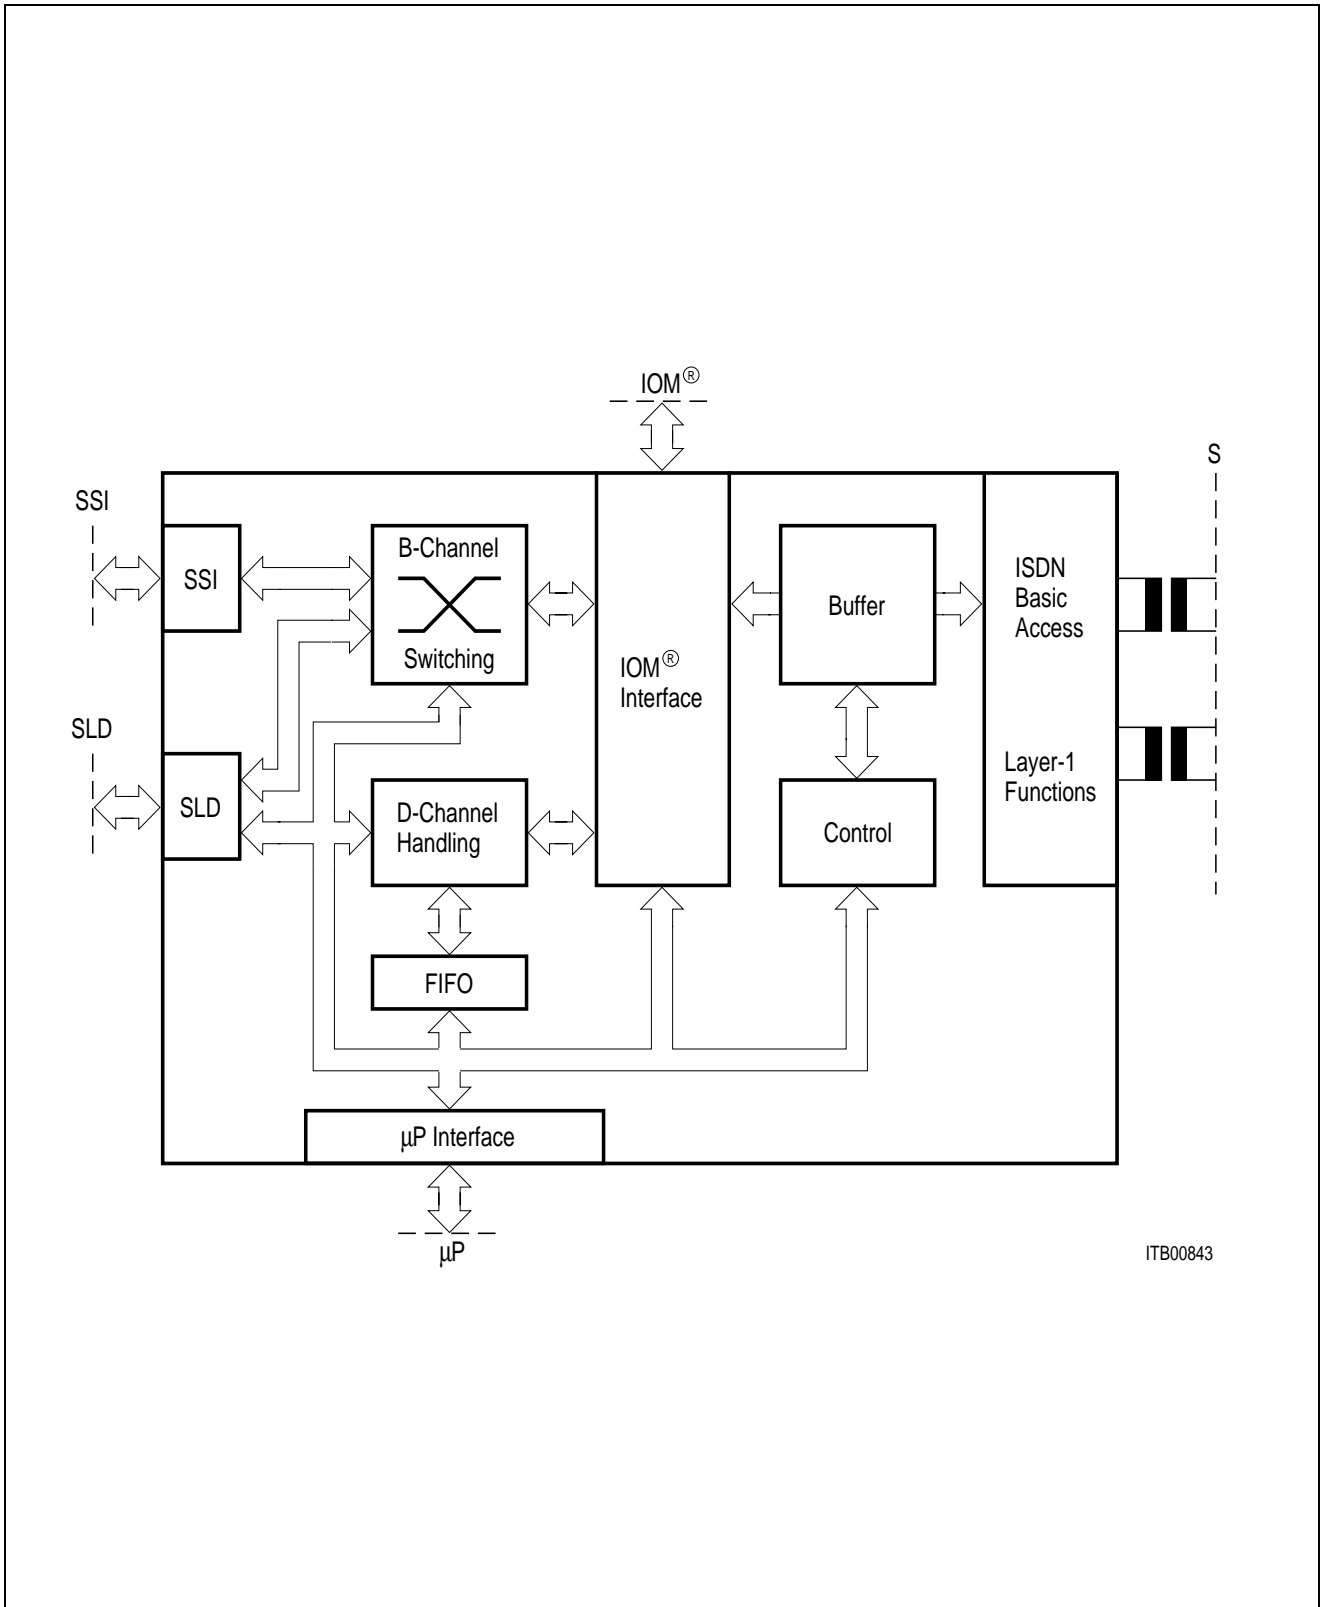 IOM®
S
SSI
SSI
B-Channel
Switching
IOM®
Interface
Buffer
ISDN
Basic
Access
SLD
SLD
D-Channel
Handling
Control
Layer-1
Functions
FIFO
µP Interface
µP
ITB00843